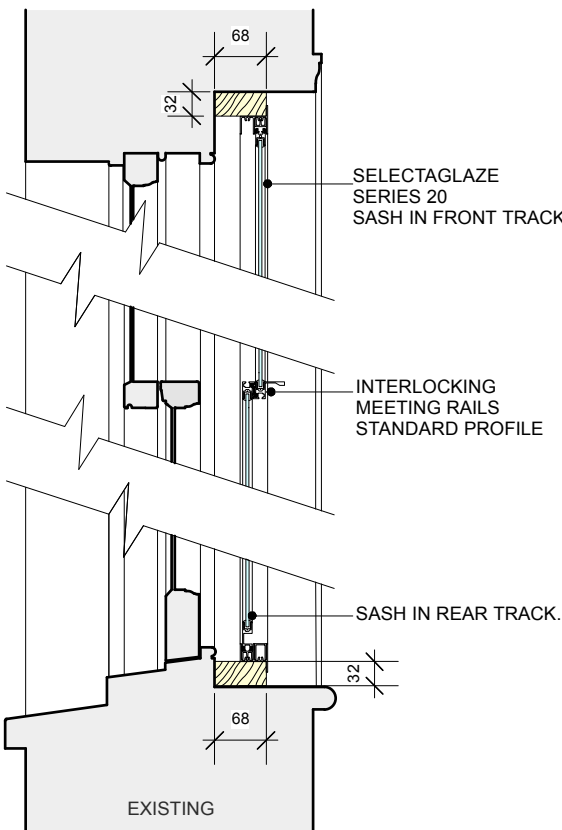 68
32
SELECTAGLAZE
SERIES 20
SASH IN FRONT TRACK
INTERLOCKING
MEETING RAILS
STANDARD PROFILE
SASH IN REAR TRACK.
32
68
EXISTING